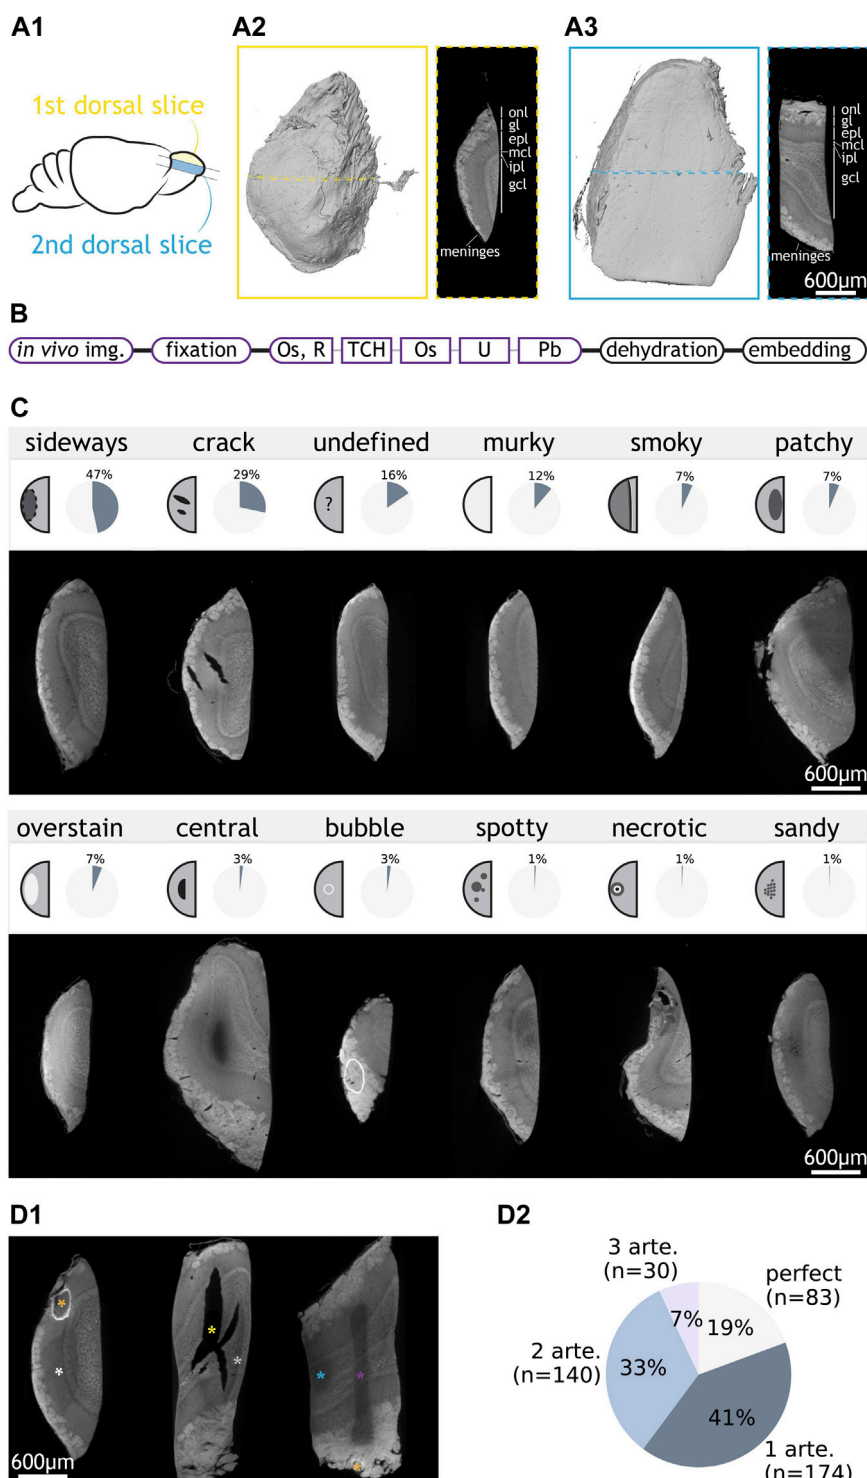 A1
A2
A3
1st dorsal slice
2nd dorsal slice
onl
gl
epl
mcl
ipl
gcl
meninges
onl
gl
epl
mcl
ipl
gcl
meninges
600µm
B
in vivo img.
fixation
Os, R
TCH
Os
U
Pb
dehydration
embedding
C
sideways crack undefined murky smoky patchy
47% 29% 16% 12% 7% 7%
?
600µm
overstain central bubble spotty necrotic sandy
7% 3% 3% 1% 1% 1%
600µm
D1
* * * * * * *
600µm
D2
3 arte.
(n=30)
perfect
(n=83)
7%
19%
2 arte.
(n=140)
33%
41%
1 arte.
(n=174)